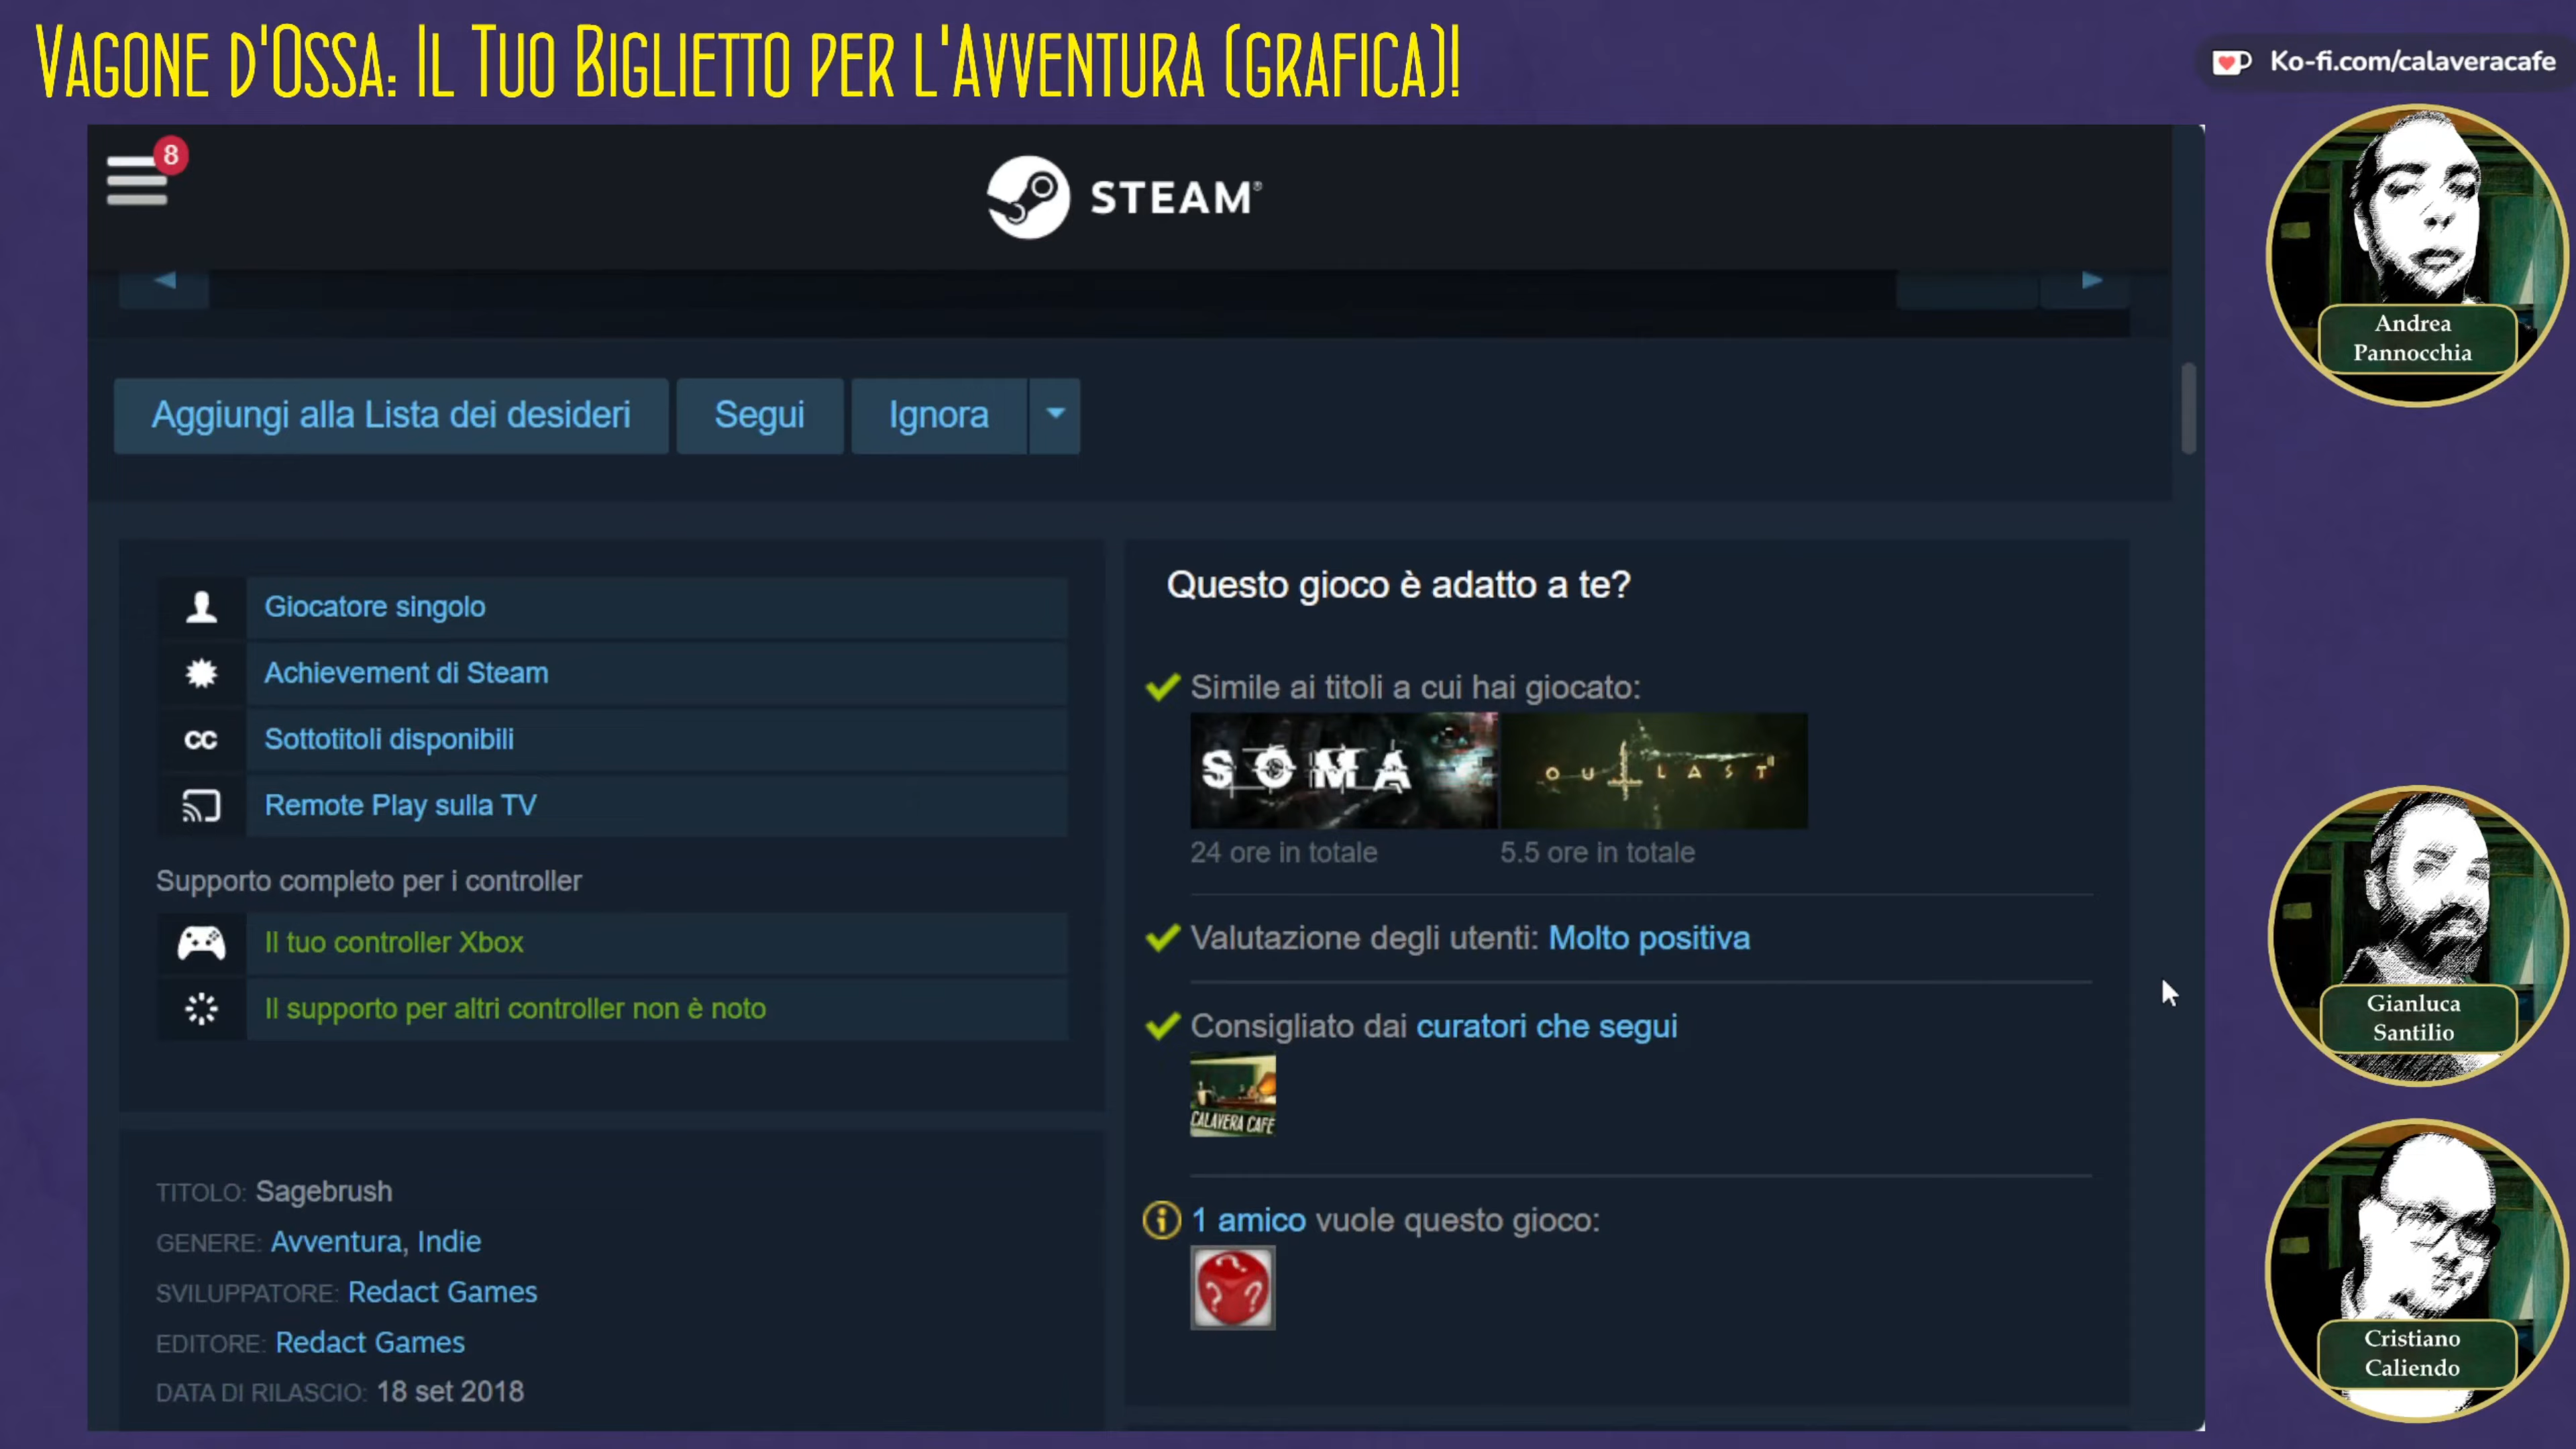 VAGONE D'OSSA: IL TUO BIGLIETTO PER L'AVVENTURA (GRAFICA)!
Ko-fi.com/calaveracafe
8
STEAM®
Andrea
Pannocchia
Aggiungi alla Lista dei desideri
Segui
Ignora
Giocatore singolo
Achievement di Steam
CC
Sottotitoli disponibili
Remote Play sulla TV
Supporto completo per i controller
Il tuo controller Xbox
Il supporto per altri controller non è noto
TITOLO: Sagebrush
GENERE: Avventura, Indie
SVILUPPATORE: Redact Games
EDITORE: Redact Games
DATA DI RILASCIO: 18 set 2018
Questo gioco è adatto a te?
Simile ai titoli a cui hai giocato:
SOMA
OUTLAST II
24 ore in totale
5.5 ore in totale
Valutazione degli utenti: Molto positiva
Consigliato dai curatori che segui
CALAVERA CAFE
1 amico vuole questo gioco:
? ? ?
Gianluca
Santilio
Cristiano
Caliendo